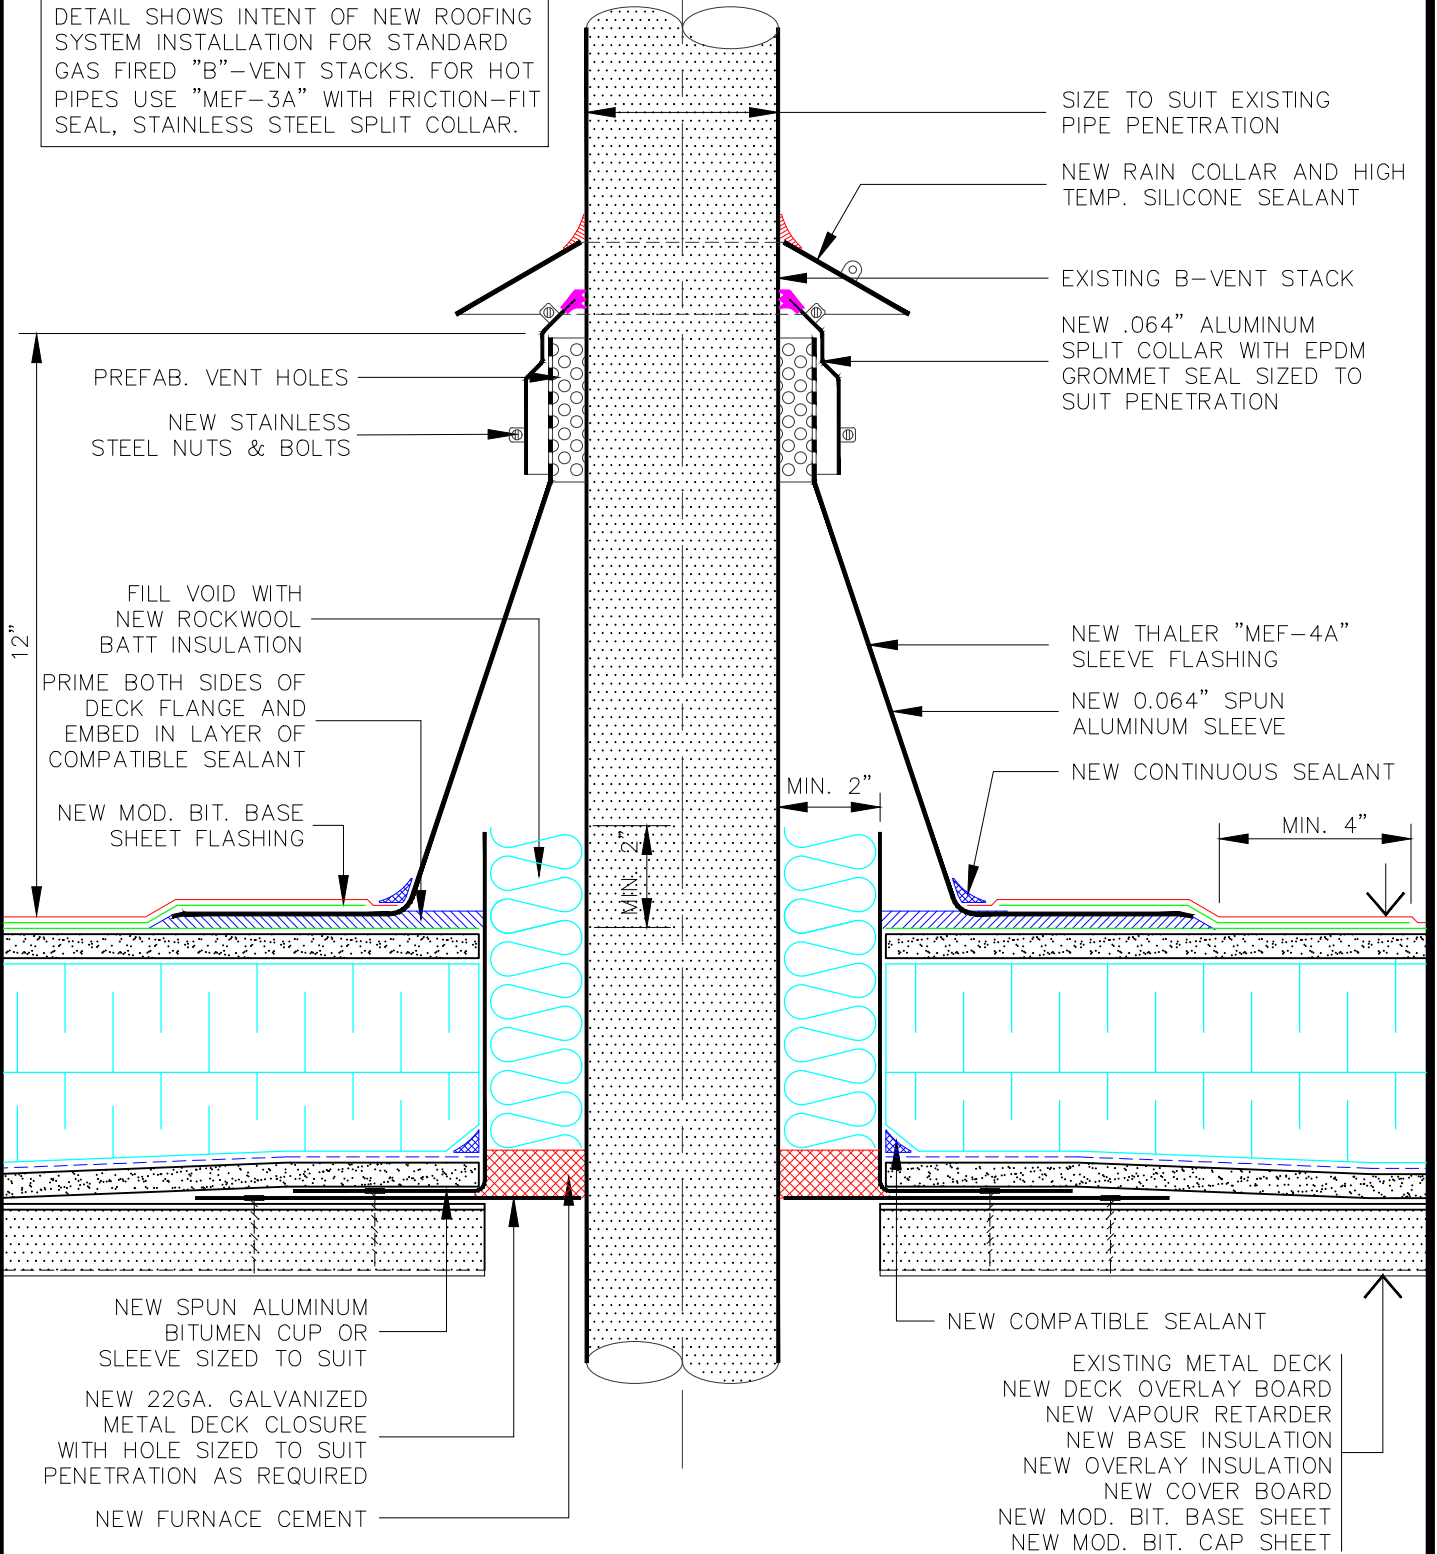 DETAIL SHOWS INTENT OF NEW ROOFING
SYSTEM INSTALLATION FOR STANDARD
GAS FIRED "B"-VENT STACKS. FOR HOT
PIPES USE "MEF-3A" WITH FRICTION-FIT
SEAL, STAINLESS STEEL SPLIT COLLAR.
SIZE TO SUIT EXISTING
PIPE PENETRATION
NEW RAIN COLLAR AND HIGH
TEMP. SILICONE SEALANT
EXISTING B-VENT STACK
NEW .064" ALUMINUM
SPLIT COLLAR WITH EPDM
GROMMET SEAL SIZED TO
SUIT PENETRATION
PREFAB. VENT HOLES
NEW STAINLESS
STEEL NUTS & BOLTS
12"
FILL VOID WITH
NEW ROCKWOOL
BATT INSULATION
PRIME BOTH SIDES OF
DECK FLANGE AND
EMBED IN LAYER OF
COMPATIBLE SEALANT
NEW MOD. BIT. BASE
SHEET FLASHING
NEW THALER "MEF-4A"
SLEEVE FLASHING
NEW 0.064" SPUN
ALUMINUM SLEEVE
NEW CONTINUOUS SEALANT
MIN. 2"
MIN. 2"
MIN. 4"
NEW SPUN ALUMINUM
BITUMEN CUP OR
SLEEVE SIZED TO SUIT
NEW 22GA. GALVANIZED
METAL DECK CLOSURE
WITH HOLE SIZED TO SUIT
PENETRATION AS REQUIRED
NEW FURNACE CEMENT
NEW COMPATIBLE SEALANT
EXISTING METAL DECK
NEW DECK OVERLAY BOARD
NEW VAPOUR RETARDER
NEW BASE INSULATION
NEW OVERLAY INSULATION
NEW COVER BOARD
NEW MOD. BIT. BASE SHEET
NEW MOD. BIT. CAP SHEET